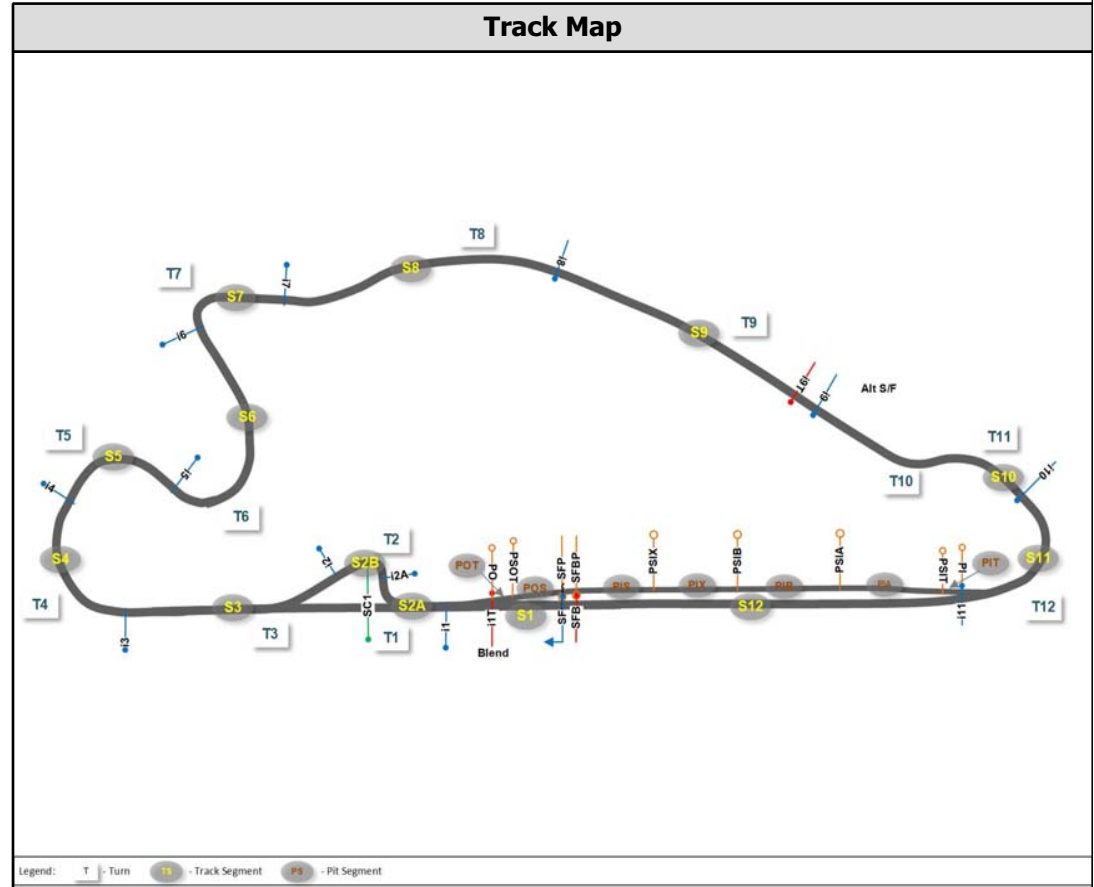 Track Map
T8
T7
i7
S8
i8
S7
i6
S9
T9
i9T
i9
Alt S/F
S6
T5
S5
i5
i4
T6
T11
S10
i10
T10
S4
T4
i3
S3
T3
i2
S2B
T2
i2A
SC1
S2A
T1
i1
POT
PO
i1T
Blend
PSOT
POS
S1
SFP
SF
SFBP
SFB
PIS
PSIX
PIX
PSIB
PIB
PSIA
PIA
S12
PSIT
PI
i11
PIT
S11
T12
Legend: T - Turn TS - Track Segment PS - Pit Segment